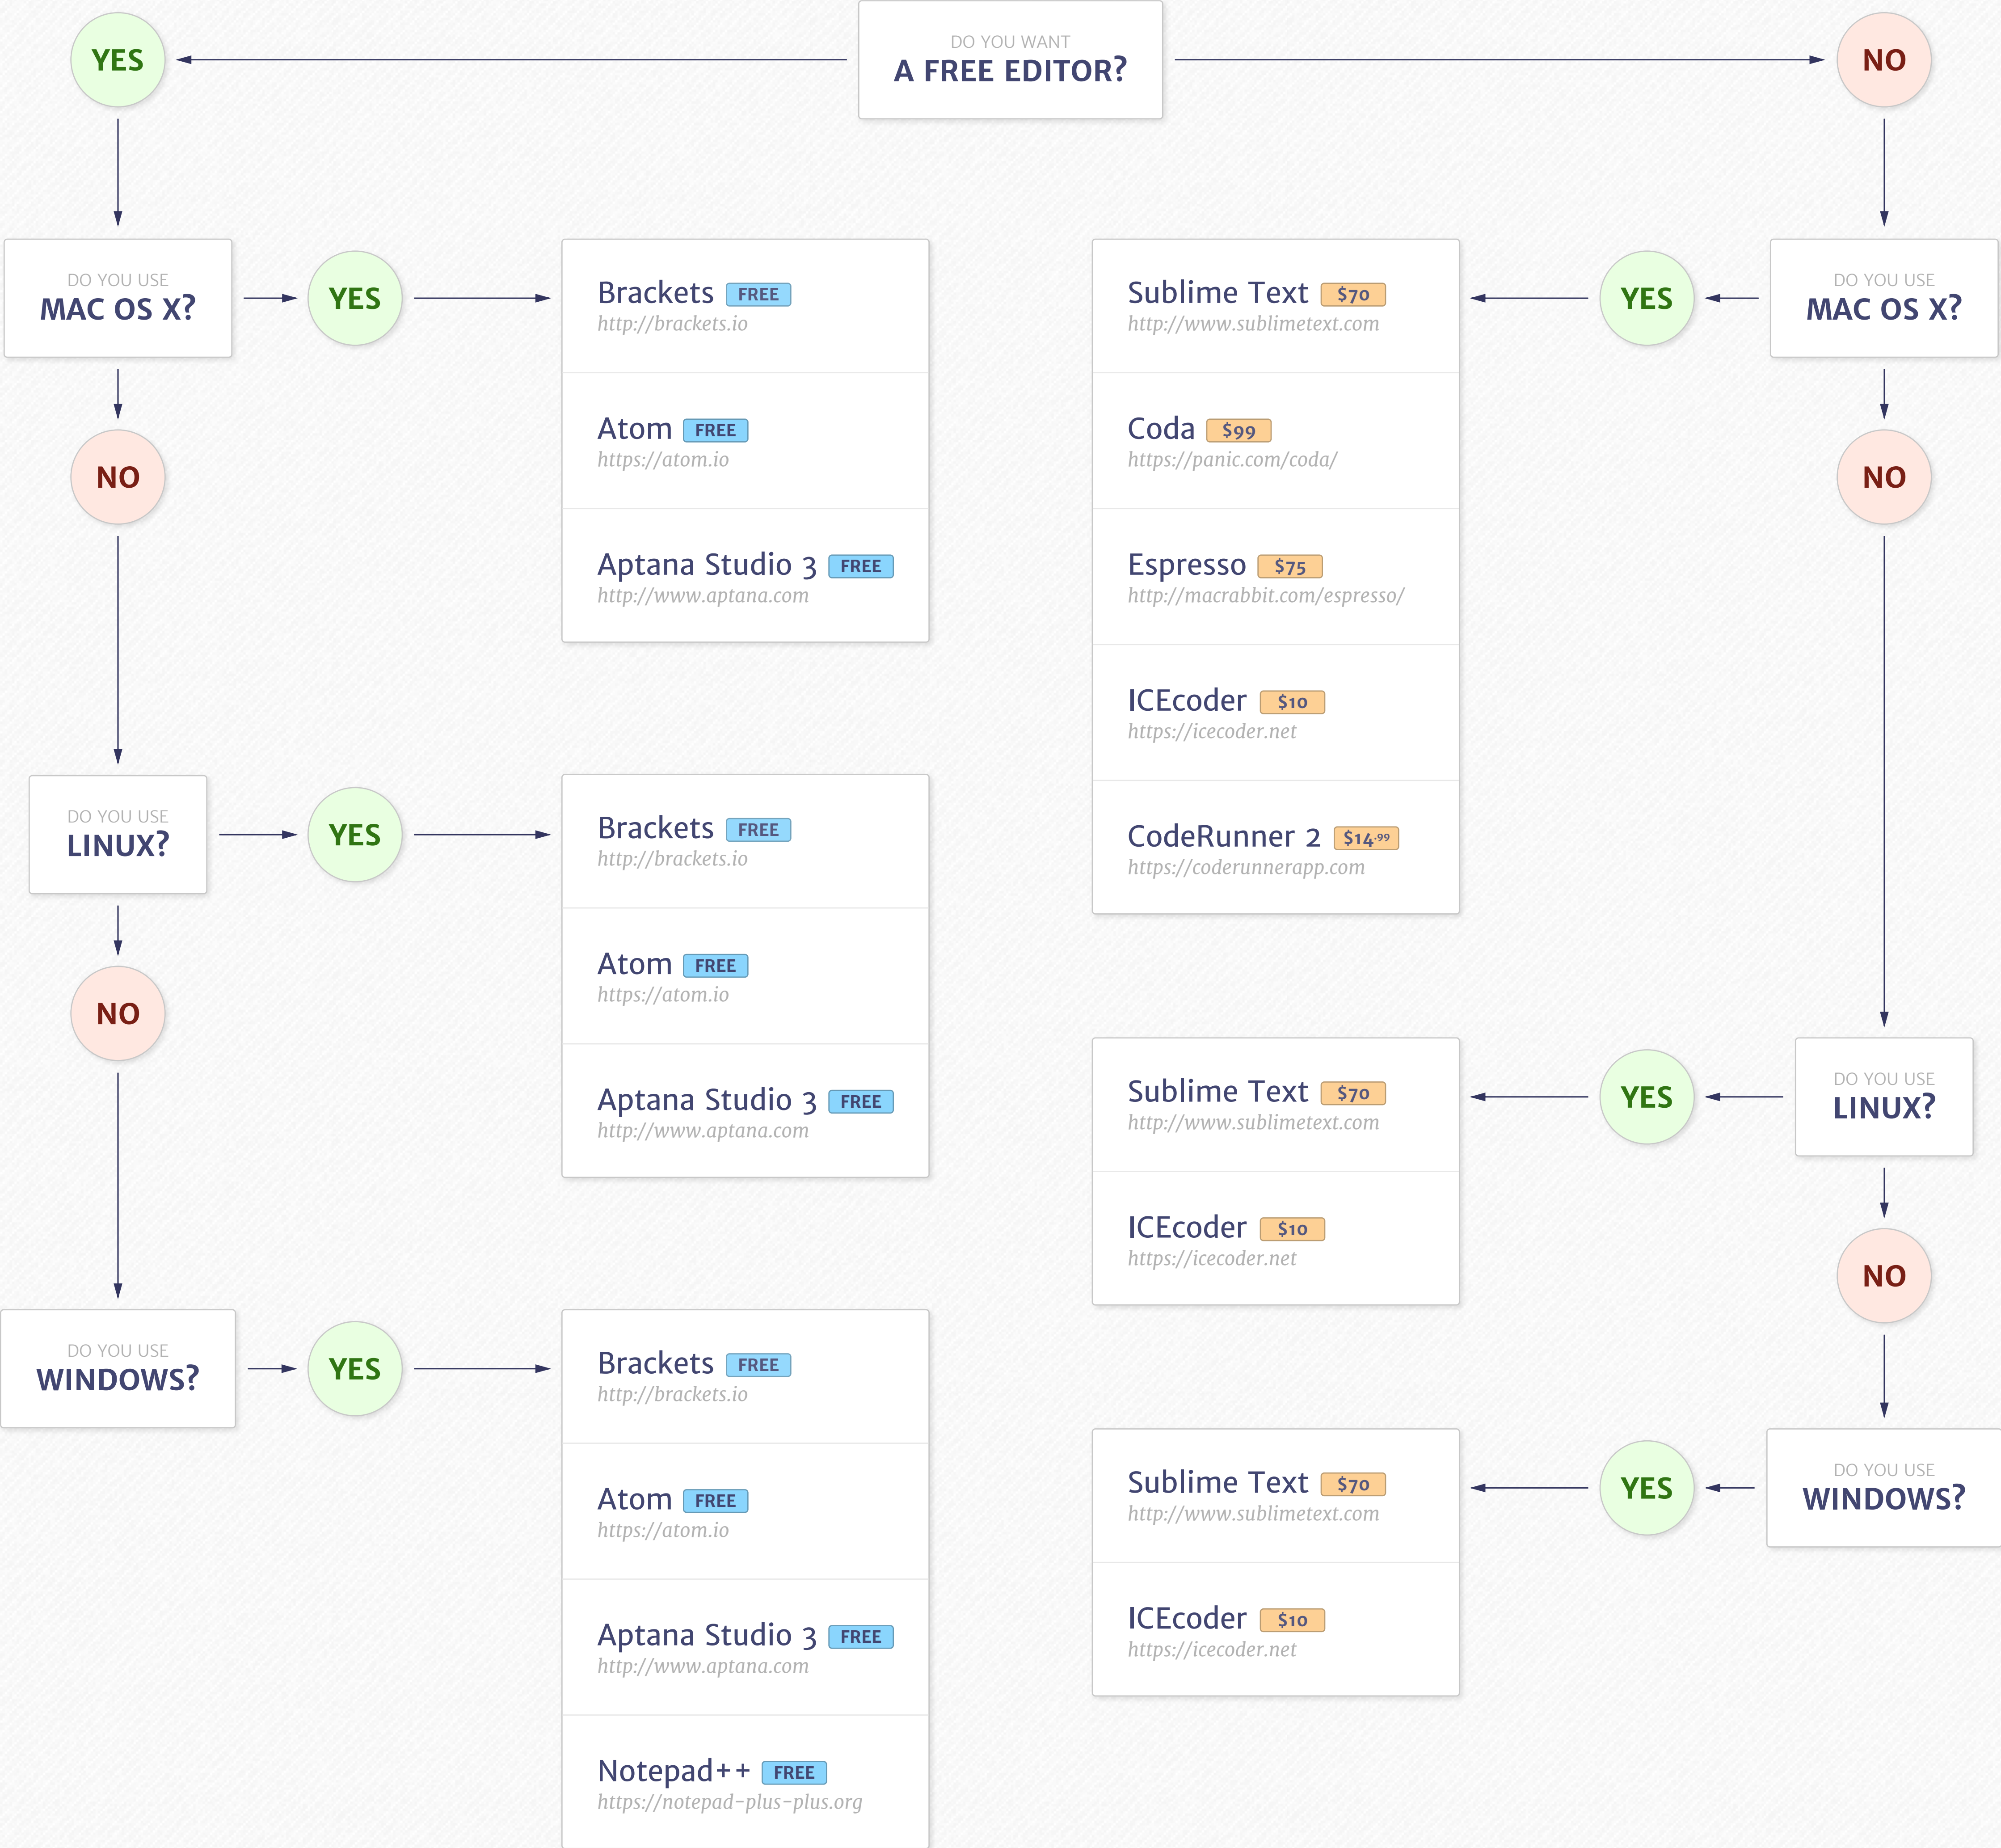 DO YOU WANT
A FREE EDITOR?
YES
NO
DO YOU USE
MAC OS X?
YES
Brackets FREE
http://brackets.io
Atom FREE
https://atom.io
Aptana Studio 3 FREE
http://www.aptana.com
NO
DO YOU USE
LINUX?
YES
Brackets FREE
http://brackets.io
Atom FREE
https://atom.io
Aptana Studio 3 FREE
http://www.aptana.com
NO
DO YOU USE
WINDOWS?
YES
Brackets FREE
http://brackets.io
Atom FREE
https://atom.io
Aptana Studio 3 FREE
http://www.aptana.com
Notepad++ FREE
https://notepad-plus-plus.org
DO YOU USE
MAC OS X?
YES
Sublime Text $70
http://www.sublimetext.com
Coda $99
https://panic.com/coda/
Espresso $75
http://macrabbit.com/espresso/
ICEcoder $10
https://icecoder.net
CodeRunner 2 $14.99
https://coderunnerapp.com
NO
DO YOU USE
LINUX?
YES
Sublime Text $70
http://www.sublimetext.com
ICEcoder $10
https://icecoder.net
NO
DO YOU USE
WINDOWS?
YES
Sublime Text $70
http://www.sublimetext.com
ICEcoder $10
https://icecoder.net